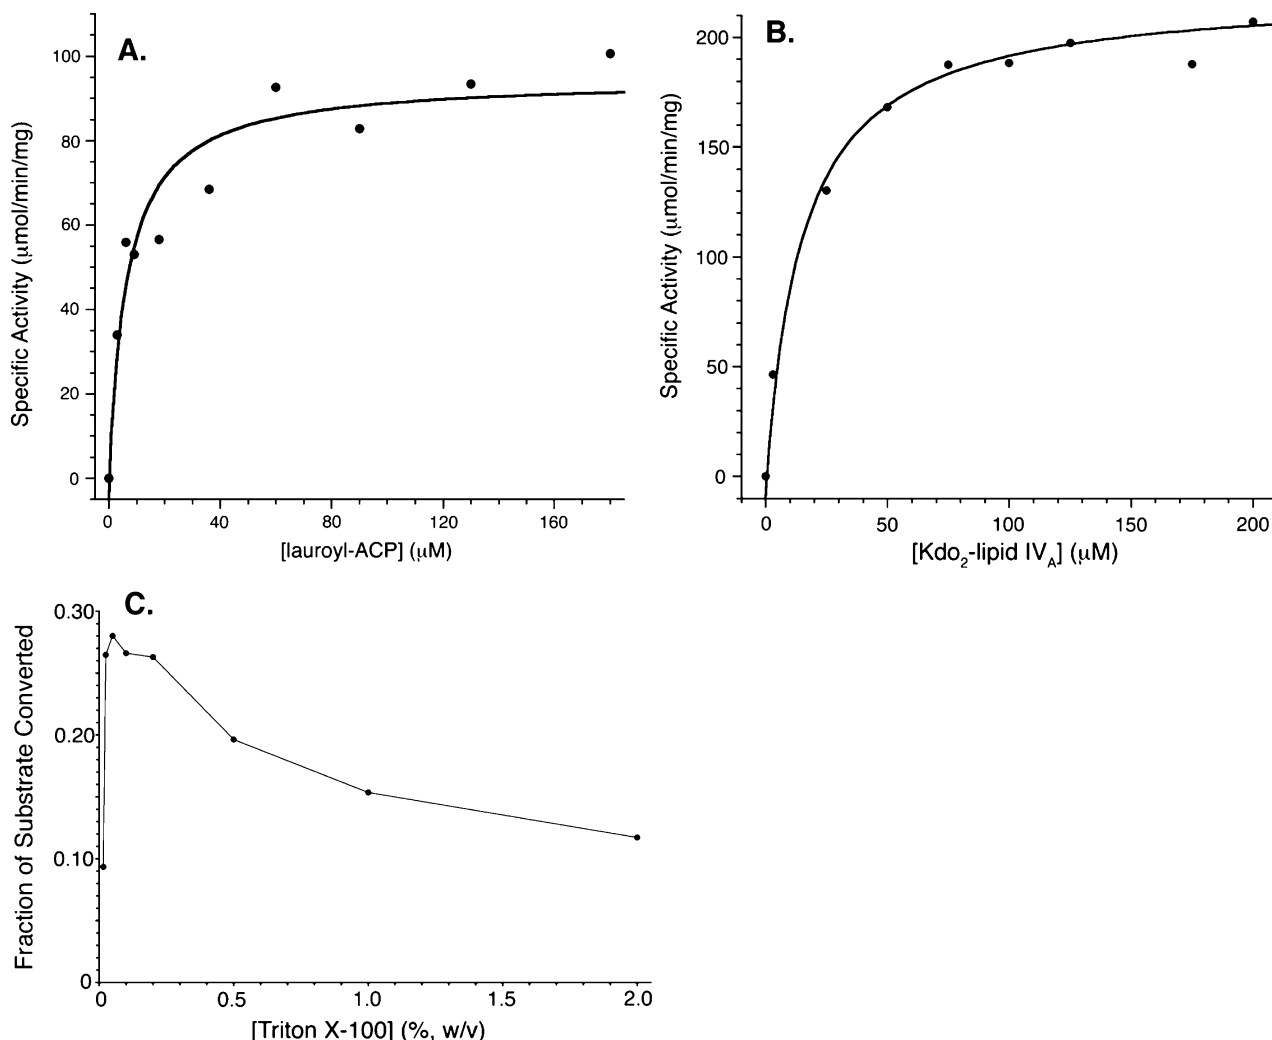 A.
100
80
60
40
20
0
Specific Activity (μmol/min/mg)
0 40 80 120 160
[lauroyl-ACP] (μM)
B.
200
150
100
50
0
Specific Activity (μmol/min/mg)
0 50 100 150 200
[Kdo2-lipid IVA] (μM)
C.
0.30
0.20
0.10
0
Fraction of Substrate Converted
0 0.5 1.0 1.5 2.0
[Triton X-100] (%, w/v)